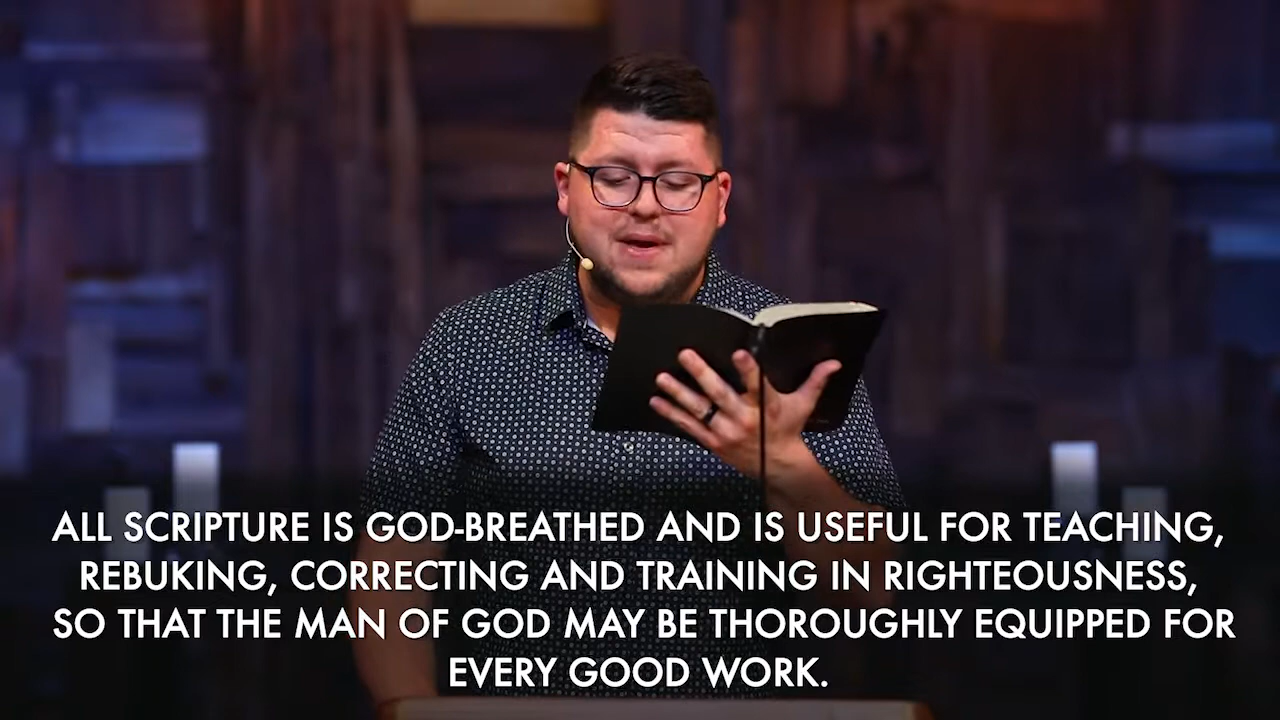 ALL SCRIPTURE IS GOD-BREATHED AND IS USEFUL FOR TEACHING,
REBUKING, CORRECTING AND TRAINING IN RIGHTEOUSNESS,
SO THAT THE MAN OF GOD MAY BE THOROUGHLY EQUIPPED FOR
EVERY GOOD WORK.